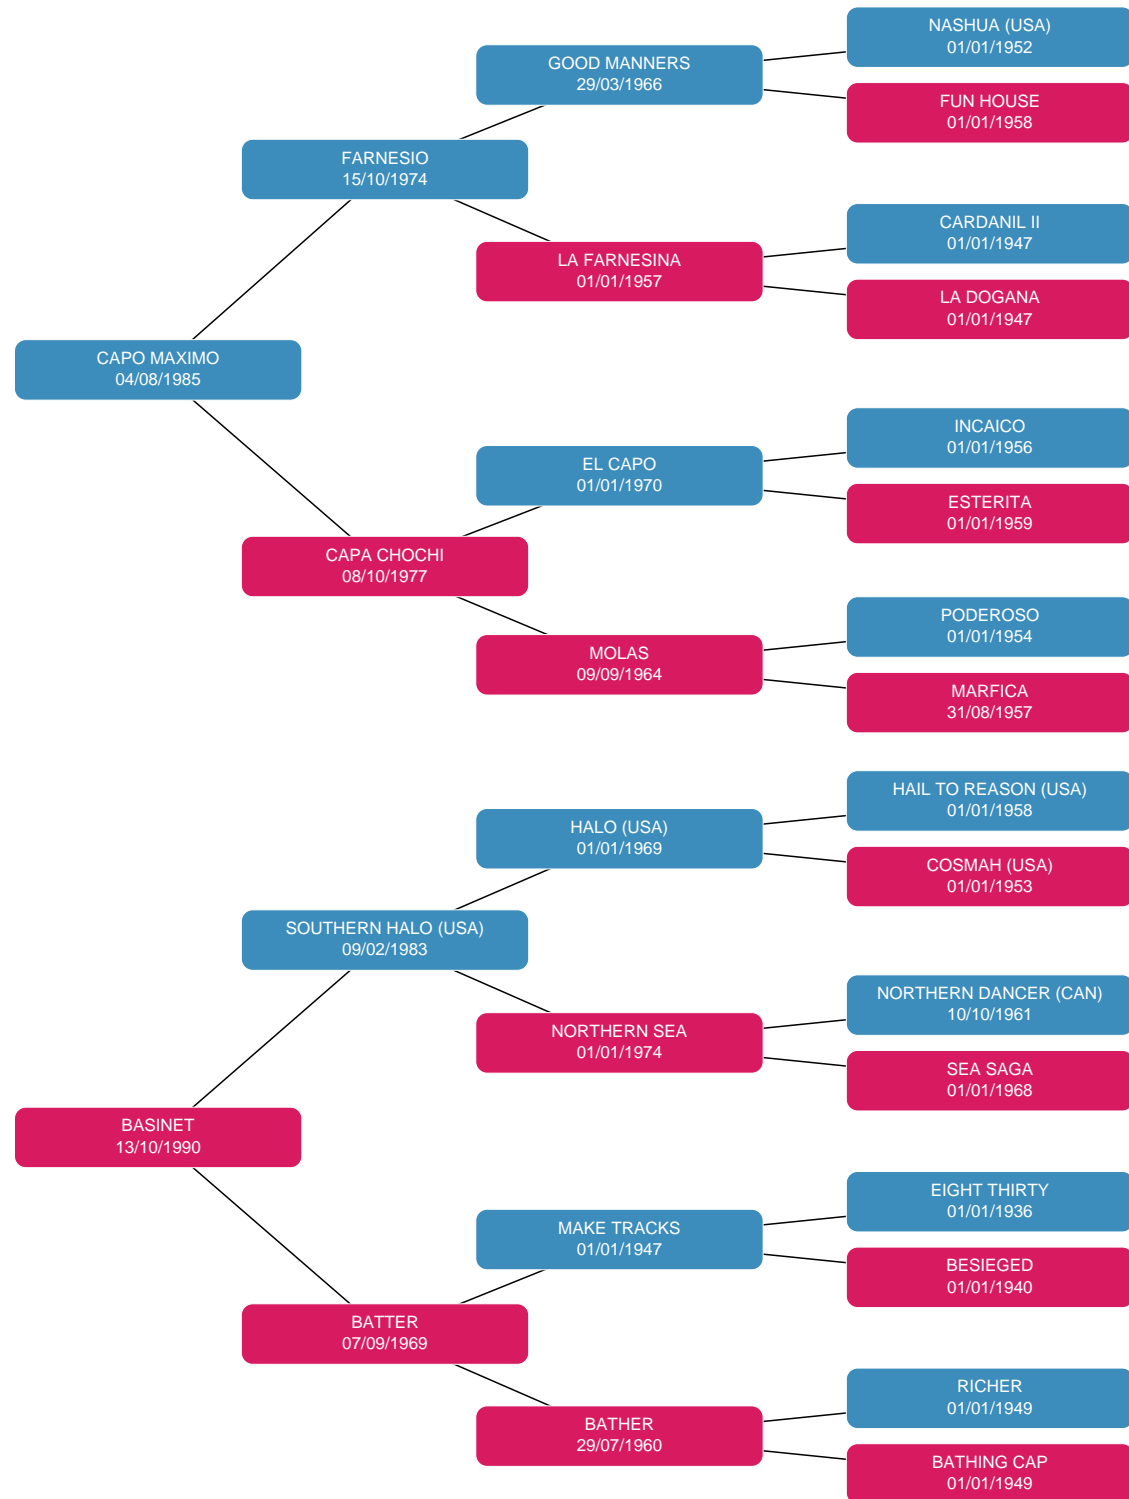 NASHUA (USA)
01/01/1952
GOOD MANNERS
29/03/1966
FUN HOUSE
01/01/1958
FARNESIO
15/10/1974
CARDANIL II
01/01/1947
LA FARNESINA
01/01/1957
LA DOGANA
01/01/1947
CAPO MAXIMO
04/08/1985
INCAICO
01/01/1956
EL CAPO
01/01/1970
ESTERITA
01/01/1959
CAPA CHOCHI
08/10/1977
PODEROSO
01/01/1954
MOLAS
09/09/1964
MARFICA
31/08/1957
HAIL TO REASON (USA)
01/01/1958
HALO (USA)
01/01/1969
COSMAH (USA)
01/01/1953
SOUTHERN HALO (USA)
09/02/1983
NORTHERN DANCER (CAN)
10/10/1961
NORTHERN SEA
01/01/1974
SEA SAGA
01/01/1968
BASINET
13/10/1990
EIGHT THIRTY
01/01/1936
MAKE TRACKS
01/01/1947
BESIEGED
01/01/1940
BATTER
07/09/1969
RICHER
01/01/1949
BATHER
29/07/1960
BATHING CAP
01/01/1949